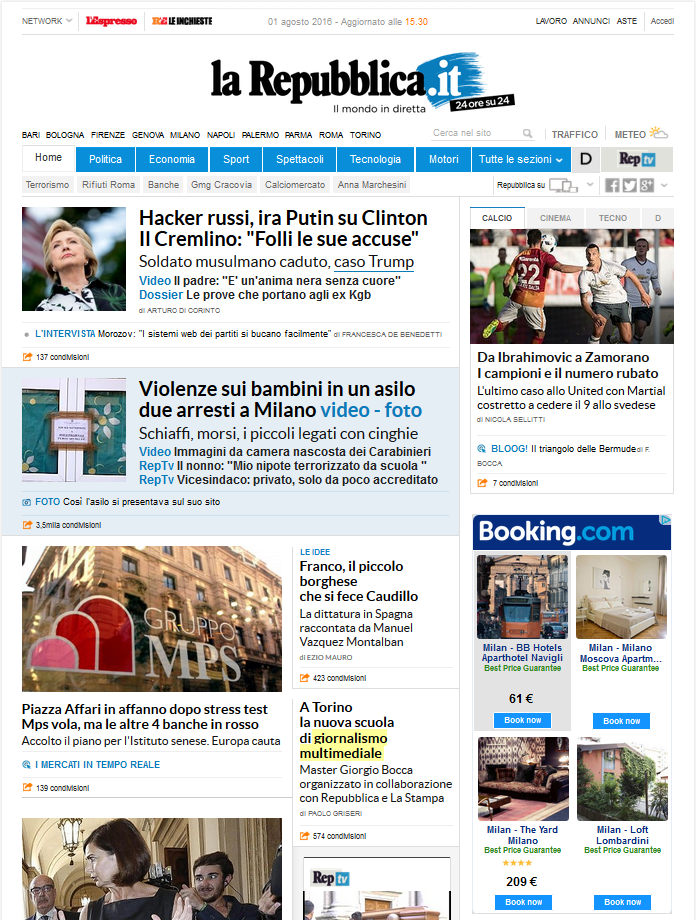 NETWORK
L'Espresso
RE LE INCHIESTE
01 agosto 2016 - Aggiornato alle 15.30
LAVORO ANNUNCI ASTE Accedi
la Repubblica.it
Il mondo in diretta
24 ore su 24
BARI BOLOGNA FIRENZE GENOVA MILANO NAPOLI PALERMO PARMA ROMA TORINO
Cerca nel sito
TRAFFICO METEO
Home Politica Economia Sport Spettacoli Tecnologia Motori Tutte le sezioni D Rep tv
Terrorismo Rifiuti Roma Banche Gmg Cracovia Calciomercato Anna Marchesini
Repubblica su
Hacker russi, ira Putin su Clinton
Il Cremlino: "Folli le sue accuse"
Soldato musulmano caduto, caso Trump
Video Il padre: "E' un'anima nera senza cuore"
Dossier Le prove che portano agli ex Kgb
di ARTURO DI CORINTO
L'INTERVISTA Morozov: "I sistemi web dei partiti si bucano facilmente" di FRANCESCA DE BENEDETTI
137 condivisioni
Violenze sui bambini in un asilo
due arresti a Milano video - foto
Schiaffi, morsi, i piccoli legati con cinghie
Video Immagini da camera nascosta dei Carabinieri
RepTv Il nonno: "Mio nipote terrorizzato da scuola "
RepTv Vicesindaco: privato, solo da poco accreditato
FOTO Così l'asilo si presentava sul suo sito
3,5mila condivisioni
GRUPPO
MPS
Piazza Affari in affanno dopo stress test
Mps vola, ma le altre 4 banche in rosso
Accolto il piano per l'Istituto senese. Europa cauta
I MERCATI IN TEMPO REALE
139 condivisioni
LE IDEE
Franco, il piccolo
borghese
che si fece Caudillo
La dittatura in Spagna
raccontata da Manuel
Vazquez Montalban
di EZIO MAURO
423 condivisioni
A Torino
la nuova scuola
di giornalismo
multimediale
Master Giorgio Bocca
organizzato in collaborazione
con Repubblica e La Stampa
di PAOLO GRISERI
574 condivisioni
Rep tv
CALCIO CINEMA TECNO D
22
Da Ibrahimovic a Zamorano
I campioni e il numero rubato
L'ultimo caso allo United con Martial
costretto a cedere il 9 allo svedese
di NICOLA SELLITTI
BLOOG! Il triangolo delle Bermude di F.
BOCCA
7 condivisioni
Booking.com
Milan - BB Hotels
Aparthotel Navigli
Best Price Guarantee
61 €
Book now
Milan - Milano
Moscova Apartm...
Best Price Guarantee
Book now
Milan - The Yard
Milano
Best Price Guarantee
209 €
Book now
Milan - Loft
Lombardini
Best Price Guarantee
Book now